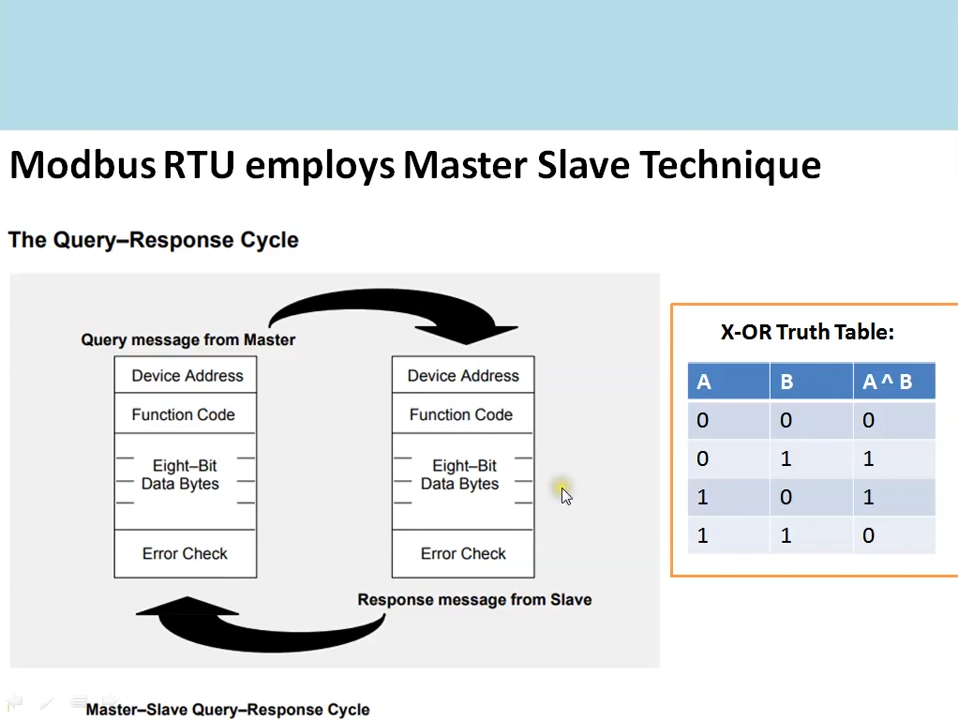 Modbus RTU employs Master Slave Technique
The Query–Response Cycle
Query message from Master
Device Address
Function Code
Eight–Bit
Data Bytes
Error Check
Device Address
Function Code
Eight–Bit
Data Bytes
Error Check
Response message from Slave
Master–Slave Query–Response Cycle
X-OR Truth Table:
A B A ^ B
0 0 0
0 1 1
1 0 1
1 1 0